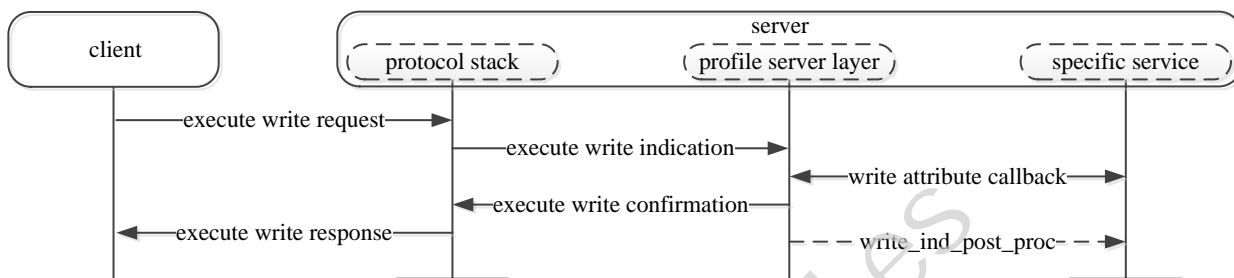 server
client
protocol stack
profile server layer
specific service
execute write request
execute write indication
write attribute callback
execute write confirmation
execute write response
write_ind_post_proc
es